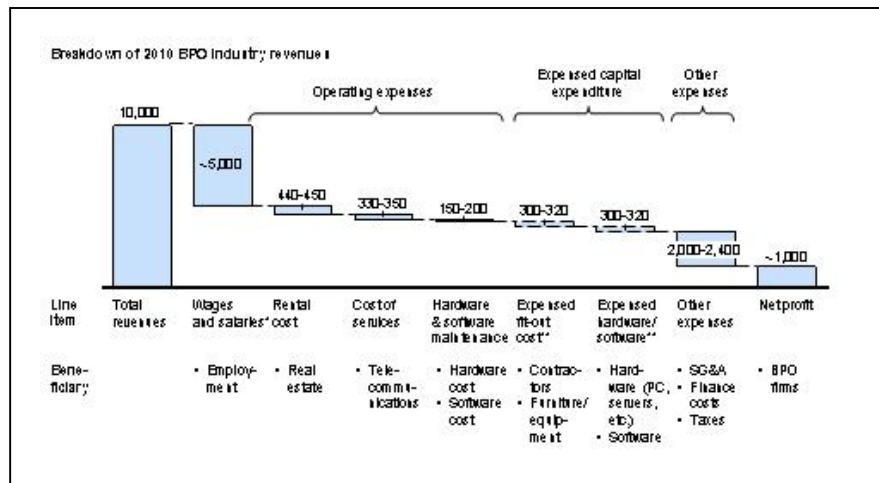 Breakdown of 2010 BPO industry revenues
Operating expenses
Expensed capital
expenditure
Other
expenses
10,000
~5,000
440-450
330-350
150-200
300-320
300-320
2,000-2,400
~1,000
Line
item
Total
revenues
Wages
and salaries*
Rental
cost
Cost of
services
Hardware
& software
maintenance
Expensed
fit-out
cost**
Expensed
hardware/
software**
Other
expenses
Net profit
Bene-
ficiary
• Employ-
ment
• Real
estate
• Tele-
commu-
nications
• Hardware
cost
• Software
cost
• Contrac-
tors
• Furniture/
equip-
ment
• Hard-
ware (PC,
servers,
etc.)
• Software
• SG&A
• Finance
costs
• Taxes
• BPO
firms